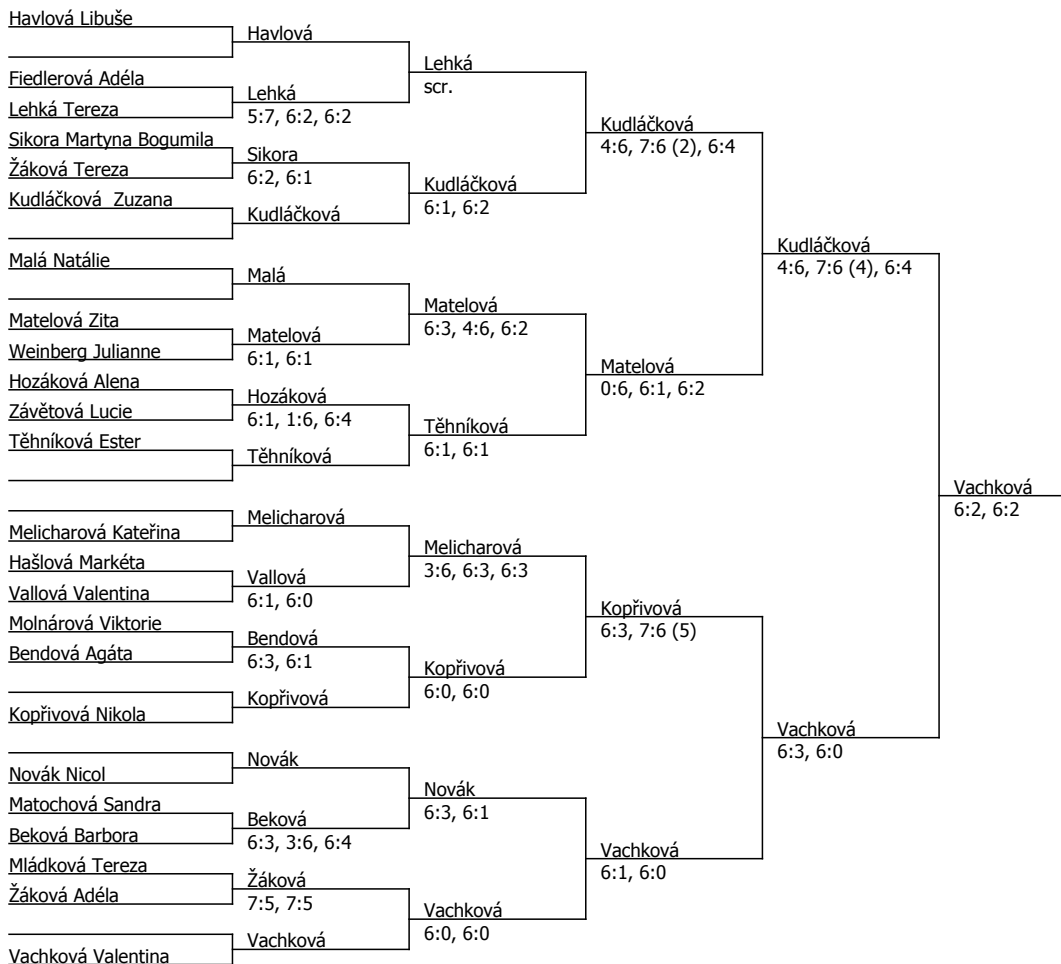 Havlová Libuše
Fiedlerová Adéla
Lehká Tereza
Sikora Martyna Bogumila
Žáková Tereza
Kudláčková  Zuzana
Malá Natálie
Matelová Zita
Weinberg Julianne
Hozáková Alena
Závětová Lucie
Těhníková Ester
Melicharová Kateřina
Hašlová Markéta
Vallová Valentina
Molnárová Viktorie
Bendová Agáta
Kopřivová Nikola
Novák Nicol
Matochová Sandra
Beková Barbora
Mládková Tereza
Žáková Adéla
Vachková Valentina
Havlová
Lehká
5:7, 6:2, 6:2
Sikora
6:2, 6:1
Kudláčková
Malá
Matelová
6:1, 6:1
Hozáková
6:1, 1:6, 6:4
Těhníková
Melicharová
Vallová
6:1, 6:0
Bendová
6:3, 6:1
Kopřivová
Novák
Beková
6:3, 3:6, 6:4
Žáková
7:5, 7:5
Vachková
Lehká
scr.
Kudláčková
6:1, 6:2
Matelová
6:3, 4:6, 6:2
Těhníková
6:1, 6:1
Melicharová
3:6, 6:3, 6:3
Kopřivová
6:0, 6:0
Novák
6:3, 6:1
Vachková
6:0, 6:0
Kudláčková
4:6, 7:6 (2), 6:4
Matelová
0:6, 6:1, 6:2
Kopřivová
6:3, 7:6 (5)
Vachková
6:1, 6:0
Kudláčková
4:6, 7:6 (4), 6:4
Vachková
6:3, 6:0
Vachková
6:2, 6:2